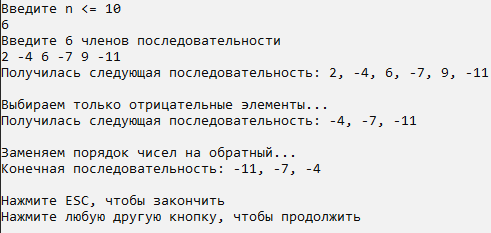 Введите n <= 10
6
Введите 6 членов последовательности
2 -4 6 -7 9 -11
Получилась следующая последовательность: 2, -4, 6, -7, 9, -11
Выбираем только отрицательные элементы...
Получилась следующая последовательность: -4, -7, -11
Заменяем порядок чисел на обратный...
Конечная последовательность: -11, -7, -4
Нажмите ESC, чтобы закончить
Нажмите любую другую кнопку, чтобы продолжить